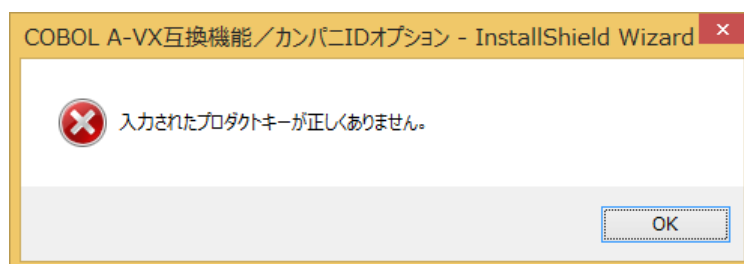 COBOL A-VX互換機能／カンパニIDオプション - InstallShield Wizard
入力されたプロダクトキーが正しくありません。
OK